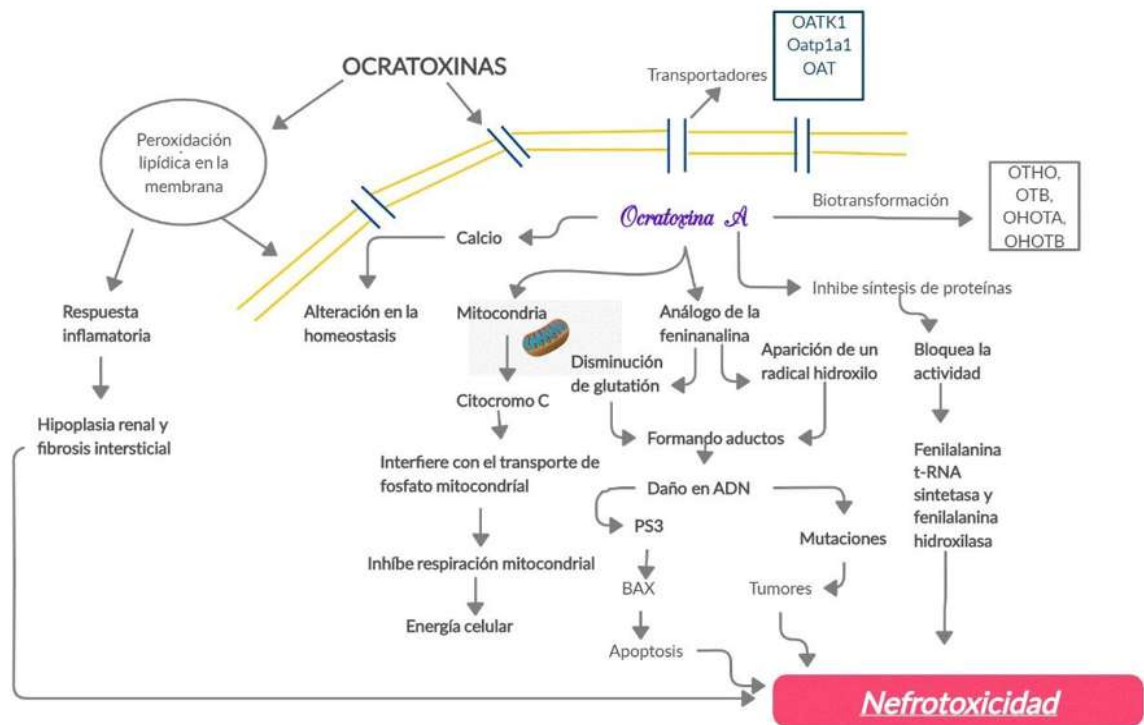 OATK1
Oatp1a1
OAT
OCRATOXINAS
Transportadores
Peroxidación
lipídica en la
membrana
OTHO,
OTB,
OHOTA,
OHOTB
Biotransformación
Ocratoxina A
Calcio
Inhibe síntesis de proteínas
Respuesta
inflamatoria
Alteración en la
homeostasis
Mitocondria
Análogo de la
feninanalina
Disminución
de glutatión
Aparición de un
radical hidroxilo
Bloquea la
actividad
Citocromo C
Hipoplasia renal y
fibrosis intersticial
Formando aductos
Interfiere con el transporte de
fosfato mitocondríal
Fenilalanina
t-RNA
sintetasa y
fenilalanina
hidroxilasa
Daño en ADN
PS3
Mutaciones
Inhíbe respiración mitocondrial
BAX
Tumores
Energía celular
Apoptosis
Nefrotoxicidad